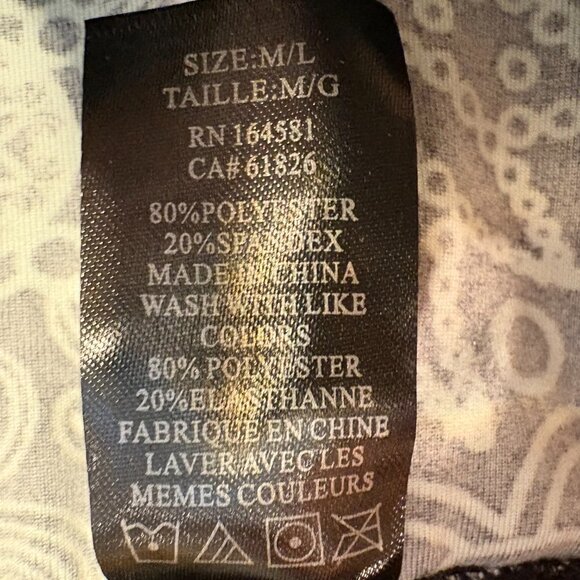 SIZE:M/L
TAILLE:M/G
RN 164581
CA# 61826
80%POLYESTER
20%SPANDEX
MADE IN CHINA
WASH WITH LIKE
COLORS
80% POLYESTER
20%ELASTHANNE
FABRIQUE EN CHINE
LAVER AVEC LES
MEMES COULEURS